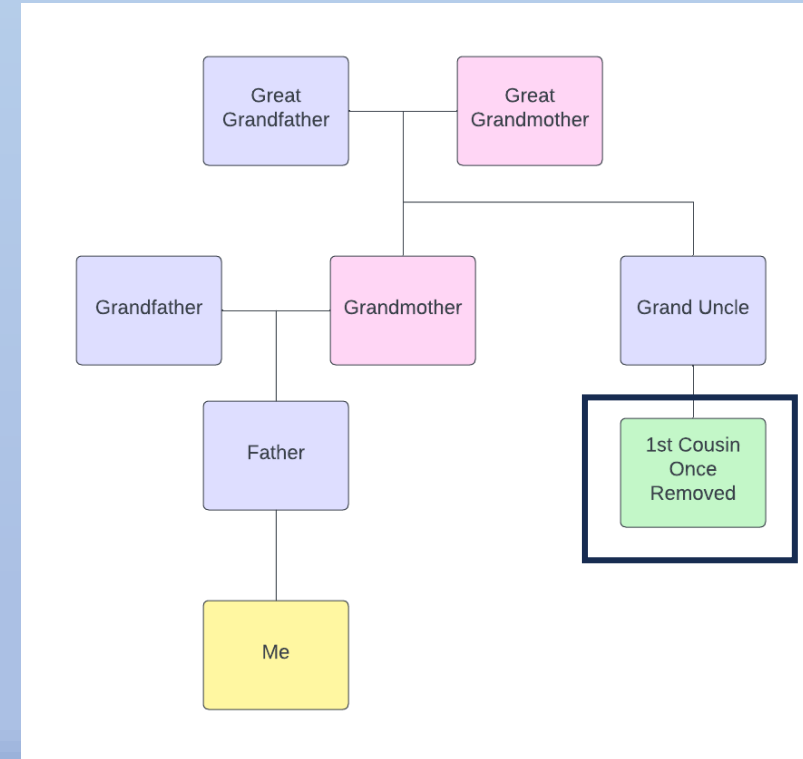 Great
Grandfather
Great
Grandmother
Grandfather
Grandmother
Grand Uncle
Father
1st Cousin
Once
Removed
Me